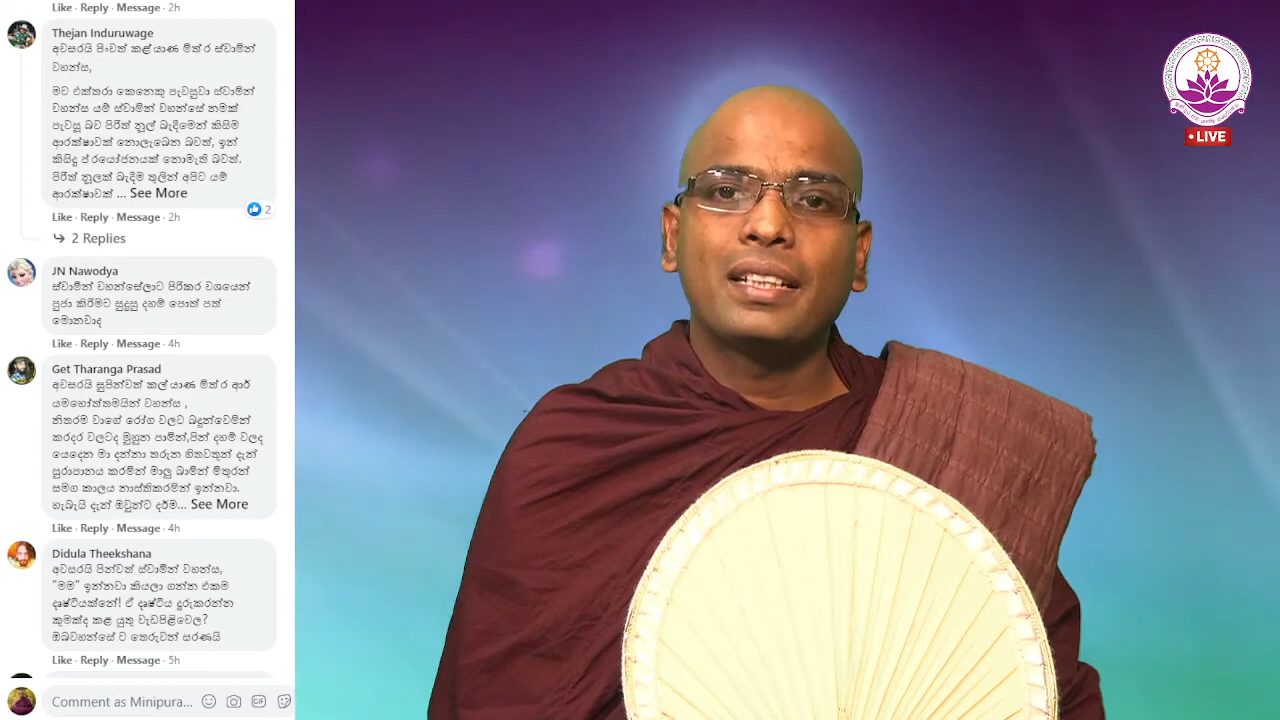 Like · Reply · Message · 2h
Thejan Induruwage
අවසරයි පිංවත් කළ් යාණ මිත් ර ස්වාමීන්
වහන්ස,
මට එක්තරා කෙනෙකු පැවසුවා ස්වාමීන්
වහන්ස යම් ස්වාමීන් වහන්සේ නමක්
පැවසූ බව පිරිත් නූල් බැදීමෙන් කිසිම
ආරක්ෂාවක් නොලැබෙන බවත්, ඉන්
කිසිදු ප් රයෝජනයක් නොමැති බවත්.
පිරිත් නූලක් බැදීම තුලින් අපිට යම්
ආරක්ෂාවක් ... See More
2
Like · Reply · Message · 2h
2 Replies
JN Nawodya
ස්වාමීන් වහන්සේලාට පිරිකර වශයෙන්
පුජා කිරීමට සුදුසු දහම් පොත් පත්
මොනවාද
Like · Reply · Message · 4h
Get Tharanga Prasad
අවසරයි සුපින්වත් කල් යාණ මිත් ර ආර්
යමහෝත්තමයින් වහන්ස ,
නිතරම වාගේ රෝග වලට බදුන්වෙමින්
කරදර වලටද මුහුන පාමින්,පින් දහම් වලද
යෙදෙන මා දන්නා තරුන හිතවතුන් දැන්
සුරාපානය කරමින් මාලු බාමින් මිතුරන්
සමග කාලය නාස්තිකරමින් ඉන්නවා.
හැබැයි දැන් ඔවුන්ට දර්ම... See More
Like · Reply · Message · 4h
Didula Theekshana
අවසරයි පින්වත් ස්වාමීන් වහන්ස,
"මම" ඉන්නවා කියලා ගන්න එකම
දෘෂ්ටියක්නේ! ඒ දෘෂ්ටිය දුරුකරන්න
කුමක්ද කළ යුතු වැඩපිළිවෙල?
ඔබවහන්සේ ට තෙරුවන් සරණයි
Like · Reply · Message · 5h
Comment as Minipura...
GIF
LIVE